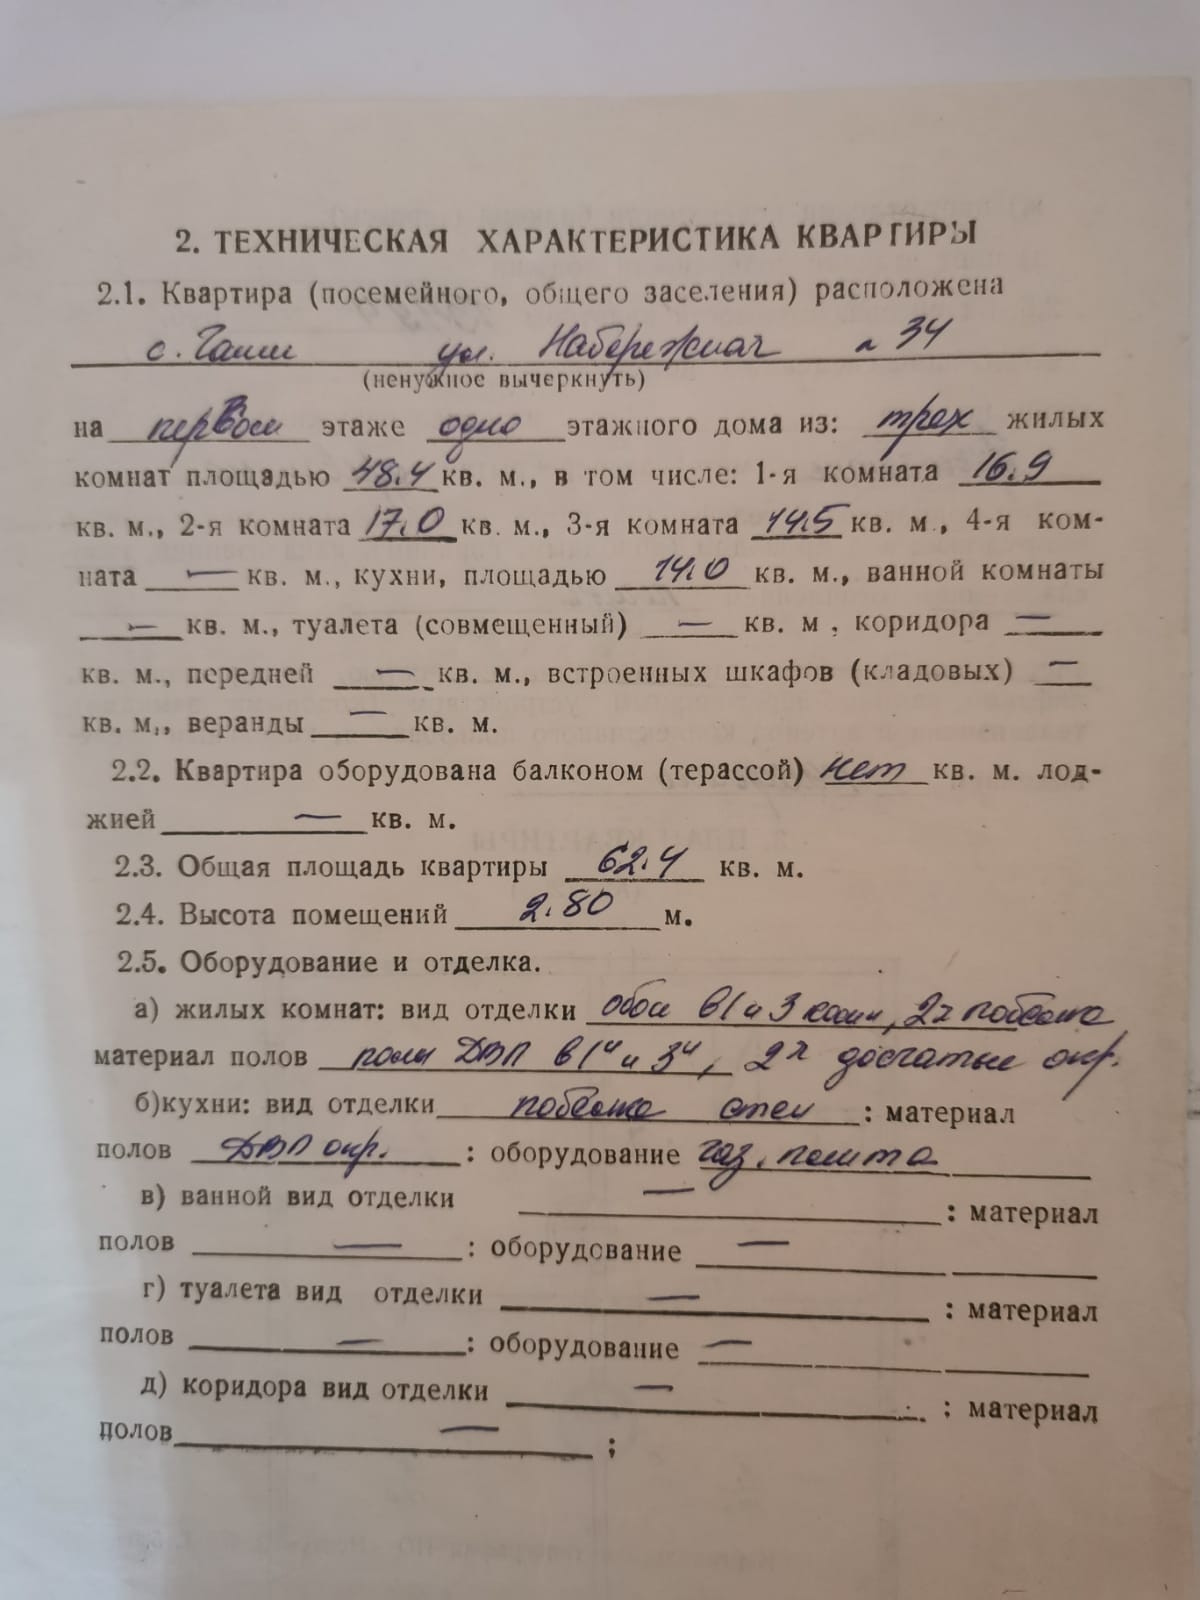 2. ТЕХНИЧЕСКАЯ ХАРАКТЕРИСТИКА КВАРТИРЫ
2.1. Квартира (посемейного, общего заселения) расположена
с. ул. Набережная 34
(ненужное вычеркнуть)
на первом этаже одно этажного дома из: трех жилых
комнат площадью 48.4 кв. м., в том числе: 1-я комната 16.9
кв. м., 2-я комната 17.0 кв. м., 3-я комната 14.5 кв. м., 4-я ком-
ната — кв. м., кухни, площадью 14.0 кв. м., ванной комнаты
— кв. м., туалета (совмещенный) — кв. м., коридора —
кв. м., передней — кв. м., встроенных шкафов (кладовых) —
кв. м., веранды — кв. м.
2.2. Квартира оборудована балконом (терассой) нет кв. м. лод-
жией — кв. м.
2.3. Общая площадь квартиры 62.4 кв. м.
2.4. Высота помещений 2.80 м.
2.5. Оборудование и отделка.
а) жилых комнат: вид отделки обои в 1 и 3 комн, 2я побелка
материал полов полы ДВП в 1й и 3й, 2я досчатые окр.
б)кухни: вид отделки побелка стен : материал
полов ДВП окр. : оборудование газ. плита
в) ванной вид отделки — : материал
полов — : оборудование —
г) туалета вид отделки — : материал
полов — : оборудование —
д) коридора вид отделки — : материал
полов — ;